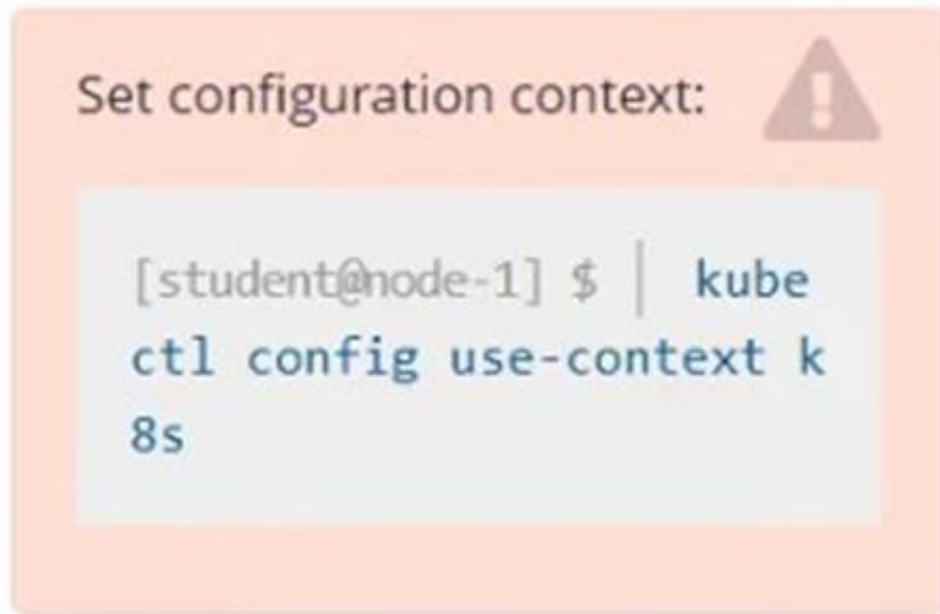 Set configuration context:
[student@node-1] $ | kube
ctl config use-context k
8s